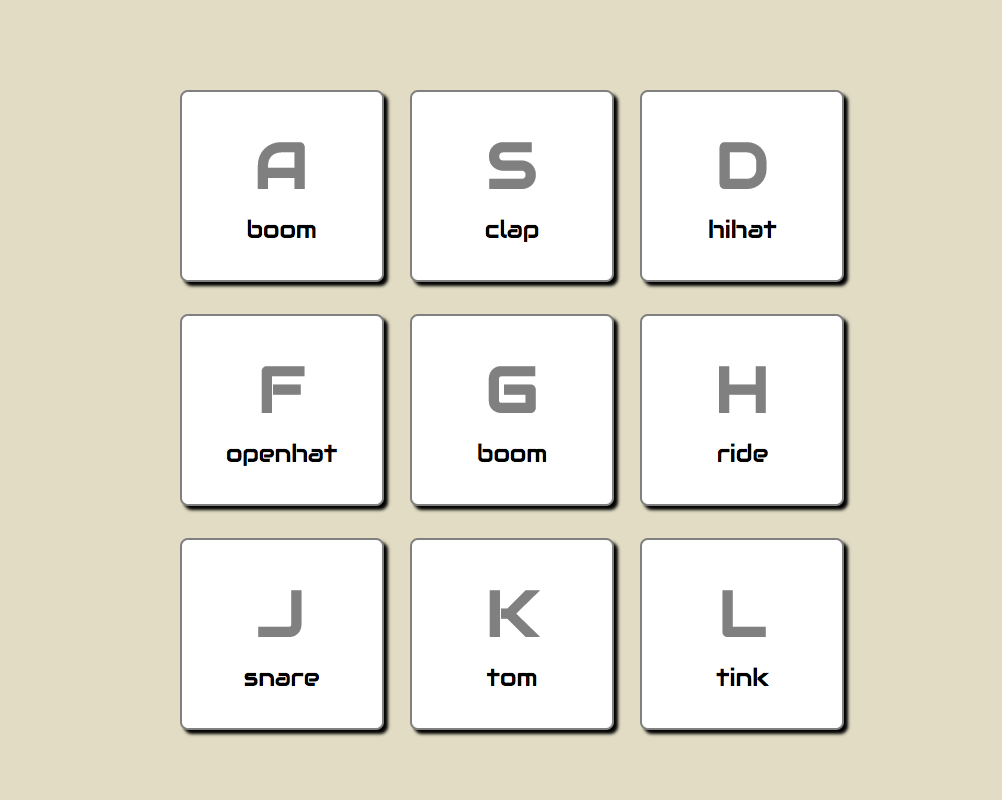 A
boom
S
clap
D
hihat
F
openhat
G
boom
H
ride
J
snare
K
tom
L
tink